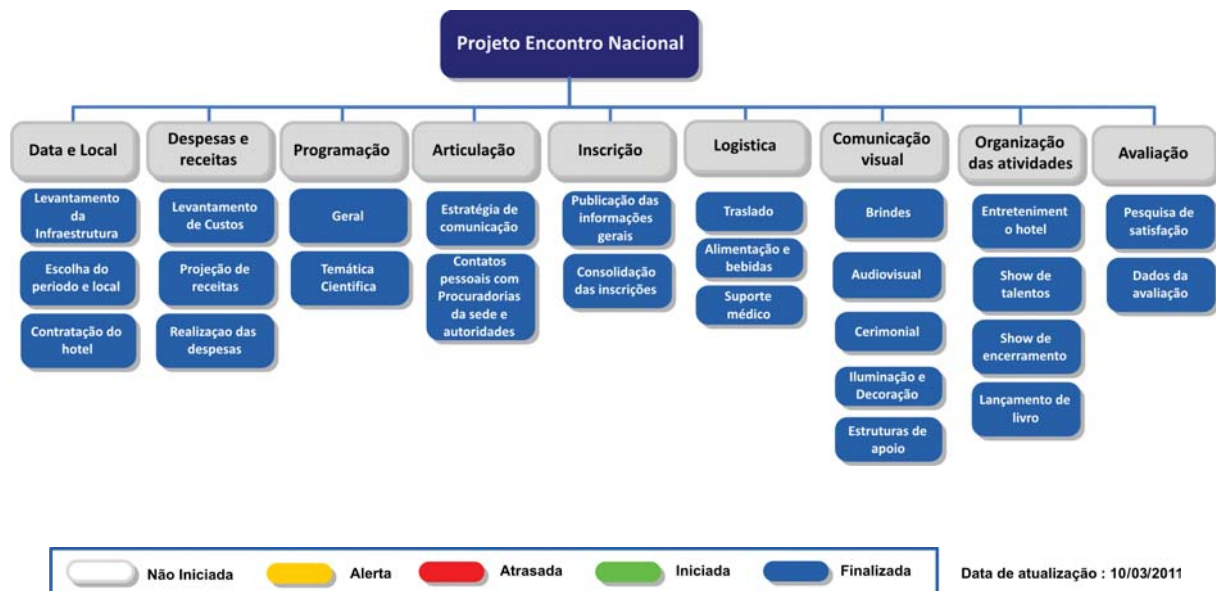 Projeto Encontro Nacional
Data e Local
Levantamento
da
Infraestrutura
Escolha do
periodo e local
Contratação do
hotel
Despesas e
receitas
Levantamento
de Custos
Projeção de
receitas
Realizaçao das
despesas
Programação
Geral
Temática
Cientifica
Articulação
Estratégia de
comunicação
Contatos
pessoais com
Procuradorias
da sede e
autoridades
Inscrição
Publicação das
informações
gerais
Consolidação
das inscrições
Logistica
Traslado
Alimentação e
bebidas
Suporte
médico
Comunicação
visual
Brindes
Audiovisual
Cerimonial
Iluminação e
Decoração
Estruturas de
apoio
Organização
das atividades
Entreteniment
o hotel
Show de
talentos
Show de
encerramento
Lançamento de
livro
Avaliação
Pesquisa de
satisfação
Dados da
avaliação
Não Iniciada
Alerta
Atrasada
Iniciada
Finalizada
Data de atualização : 10/03/2011